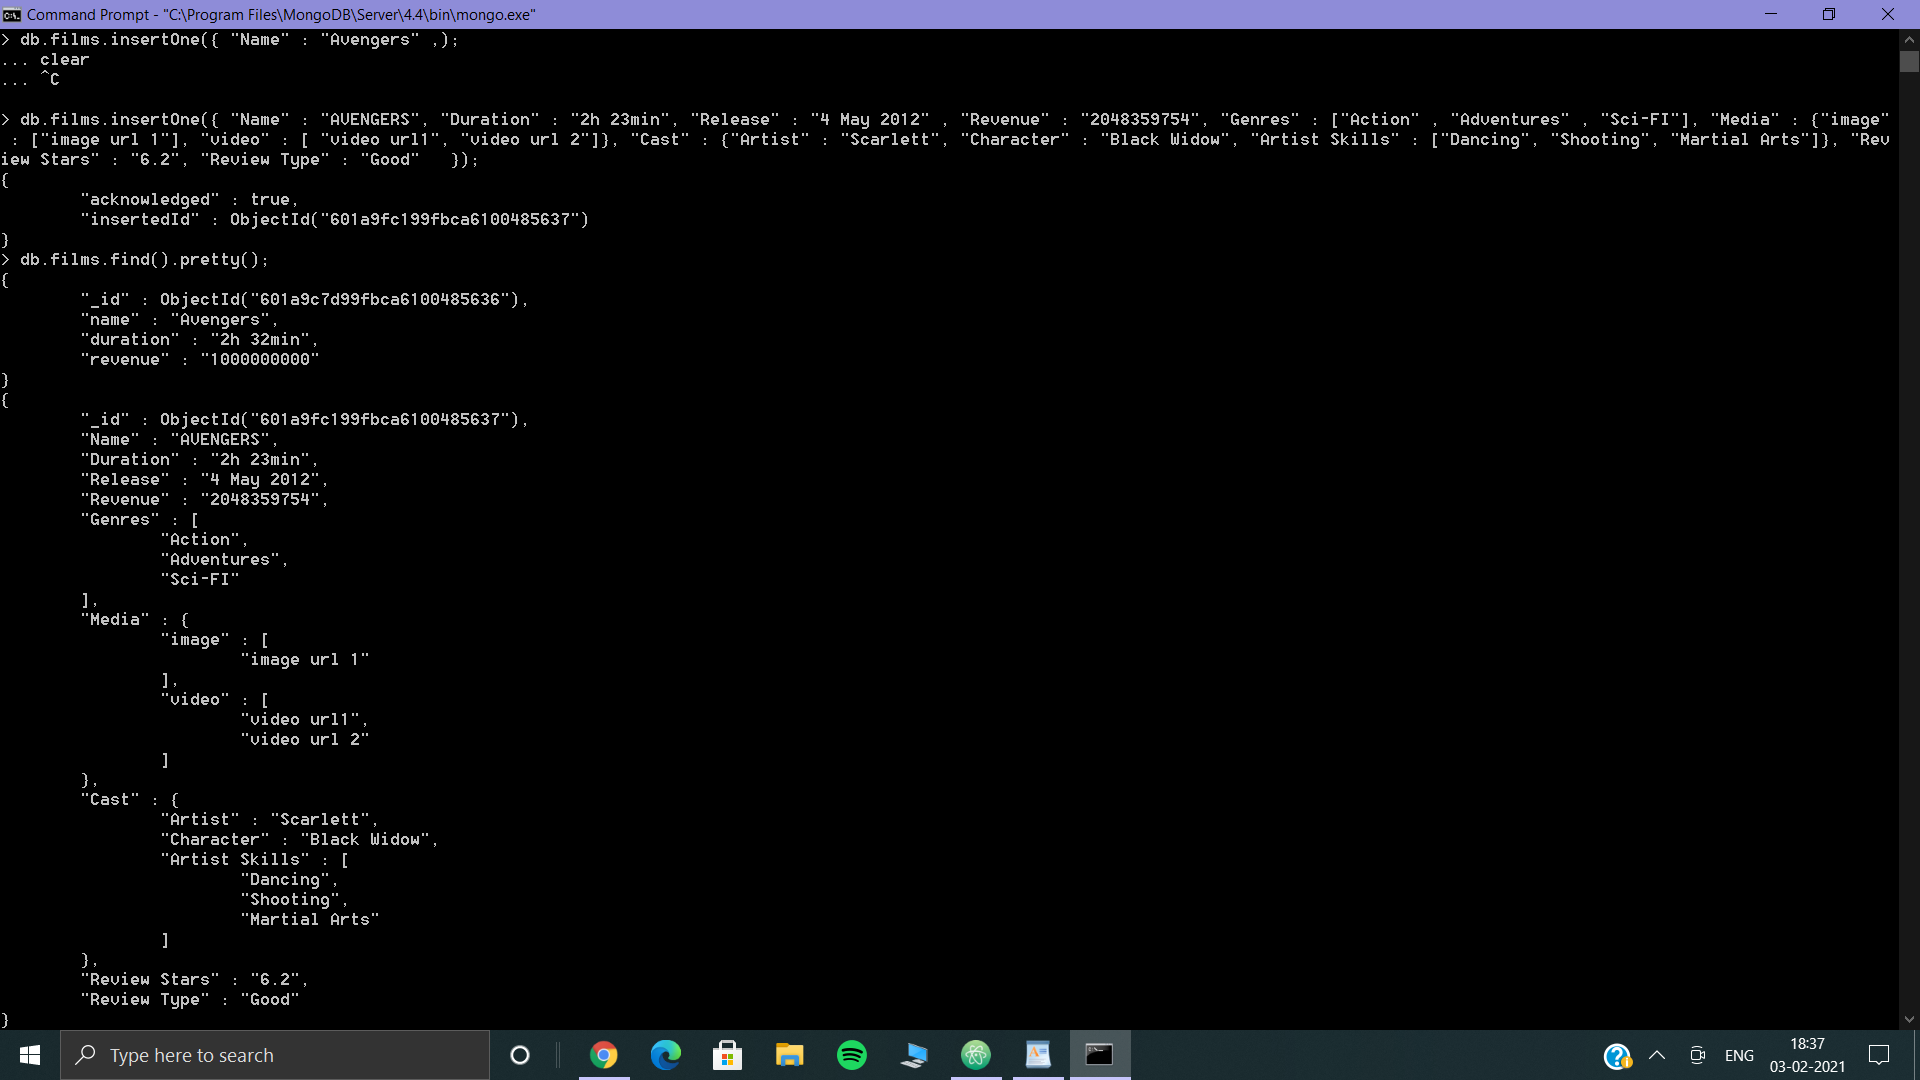 Command Prompt - "C:\Program Files\MongoDB\Server\4.4\bin\mongo.exe"
> db.films.insertOne({ "Name" : "Avengers" ,);
... clear
... ^C
> db.films.insertOne({ "Name" : "AVENGERS", "Duration" : "2h 23min", "Release" : "4 May 2012" , "Revenue" : "2048359754", "Genres" : ["Action" , "Adventures" , "Sci-FI"], "Media" : {"image"
 : ["image url 1"], "video" : [ "video url1", "video url 2"]}, "Cast" : {"Artist" : "Scarlett", "Character" : "Black Widow", "Artist Skills" : ["Dancing", "Shooting", "Martial Arts"]}, "Rev
iew Stars" : "6.2", "Review Type" : "Good"   });
{
"acknowledged" : true,
"insertedId" : ObjectId("601a9fc199fbca6100485637")
}
> db.films.find().pretty();
{
"_id" : ObjectId("601a9c7d99fbca6100485636"),
"name" : "Avengers",
"duration" : "2h 32min",
"revenue" : "1000000000"
}
{
"_id" : ObjectId("601a9fc199fbca6100485637"),
"Name" : "AVENGERS",
"Duration" : "2h 23min",
"Release" : "4 May 2012",
"Revenue" : "2048359754",
"Genres" : [
"Action",
"Adventures",
"Sci-FI"
],
"Media" : {
"image" : [
"image url 1"
],
"video" : [
"video url1",
"video url 2"
]
},
"Cast" : {
"Artist" : "Scarlett",
"Character" : "Black Widow",
"Artist Skills" : [
"Dancing",
"Shooting",
"Martial Arts"
]
},
"Review Stars" : "6.2",
"Review Type" : "Good"
}
Type here to search
ENG
18:37
03-02-2021